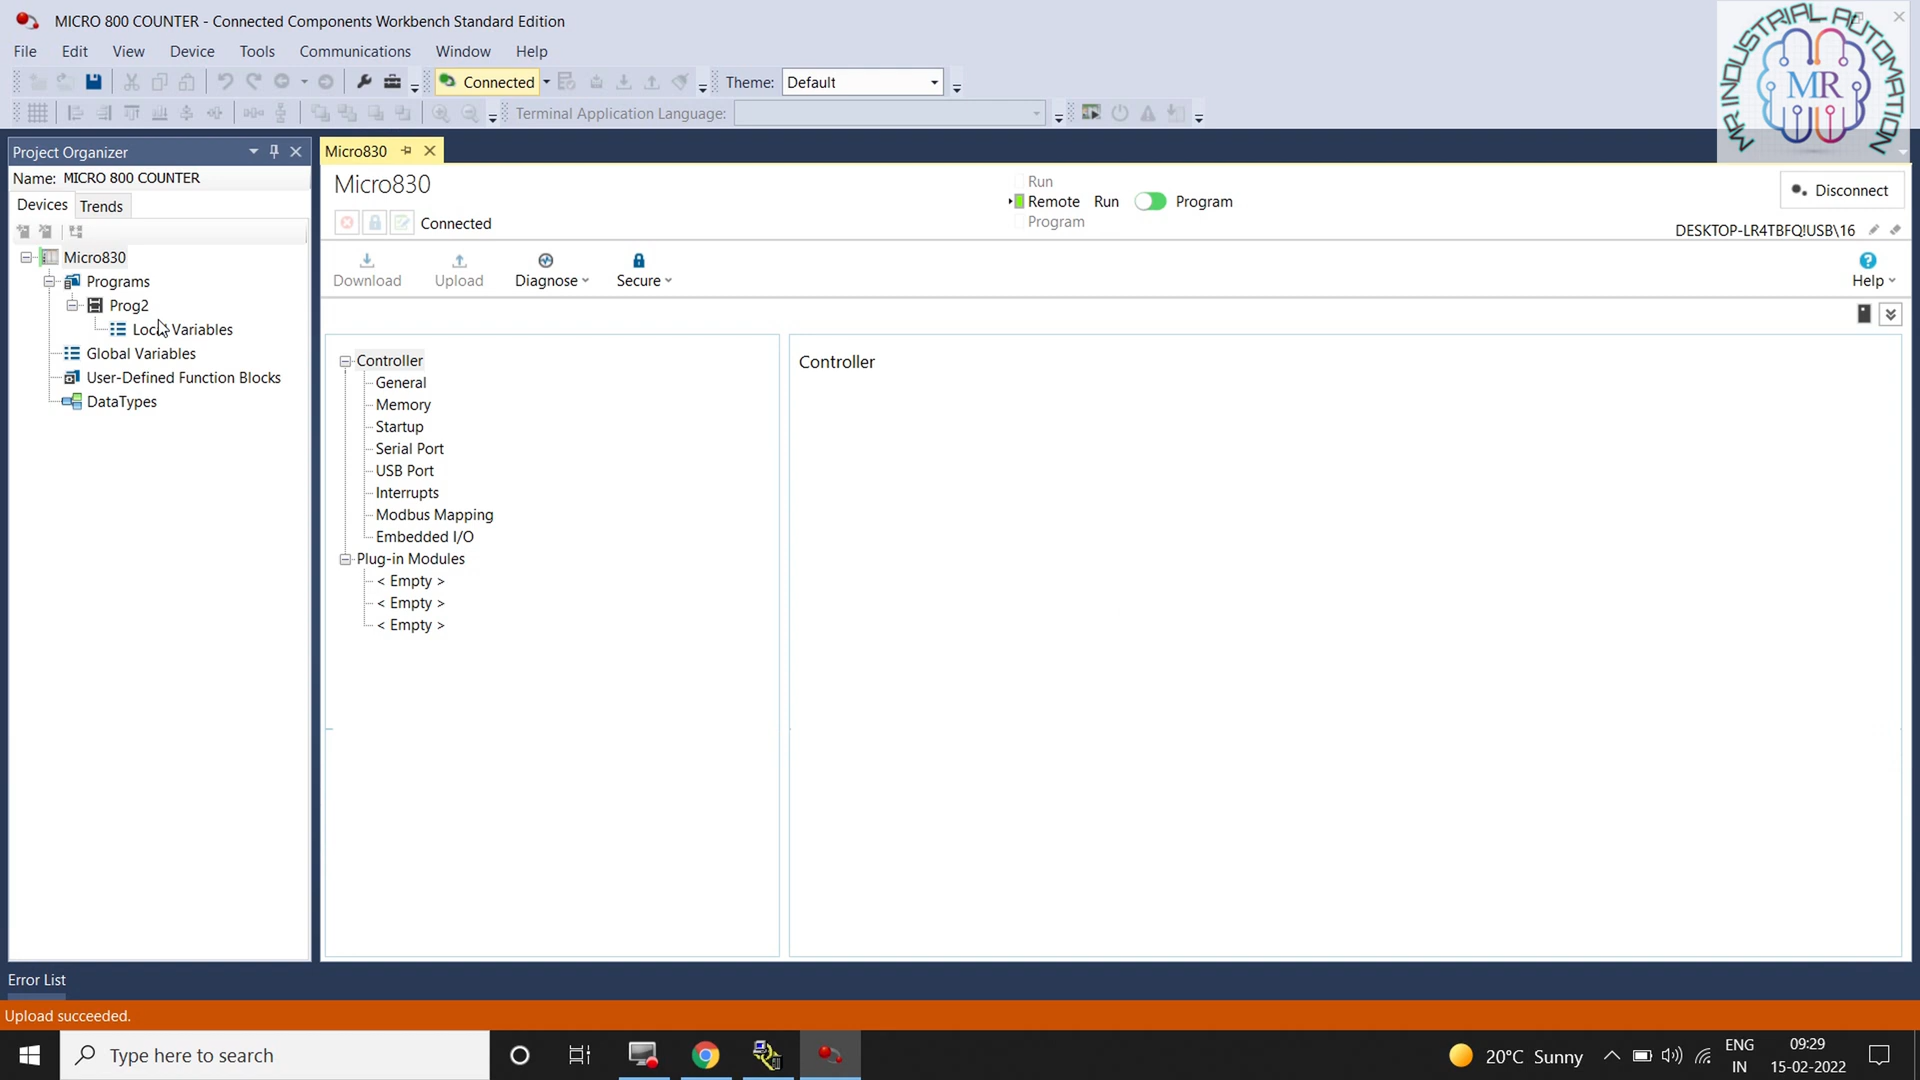 MICRO 800 COUNTER - Connected Components Workbench Standard Edition
File Edit View Device Tools Communications Window Help
Connected Theme: Default
Terminal Application Language:
MR INDUSTRIAL AUTOMATION
MR
Project Organizer
Name: MICRO 800 COUNTER
Devices Trends
Micro830
Programs
Prog2
Local Variables
Global Variables
User-Defined Function Blocks
DataTypes
Micro830
Micro830
Connected
Run
Remote Run Program
Program
Disconnect
DESKTOP-LR4TBFQ!USB\16
Download Upload Diagnose Secure Help
Controller
General
Memory
Startup
Serial Port
USB Port
Interrupts
Modbus Mapping
Embedded I/O
Plug-in Modules
< Empty >
< Empty >
< Empty >
Controller
Error List
Upload succeeded.
Type here to search
20°C Sunny
ENG
IN
09:29
15-02-2022